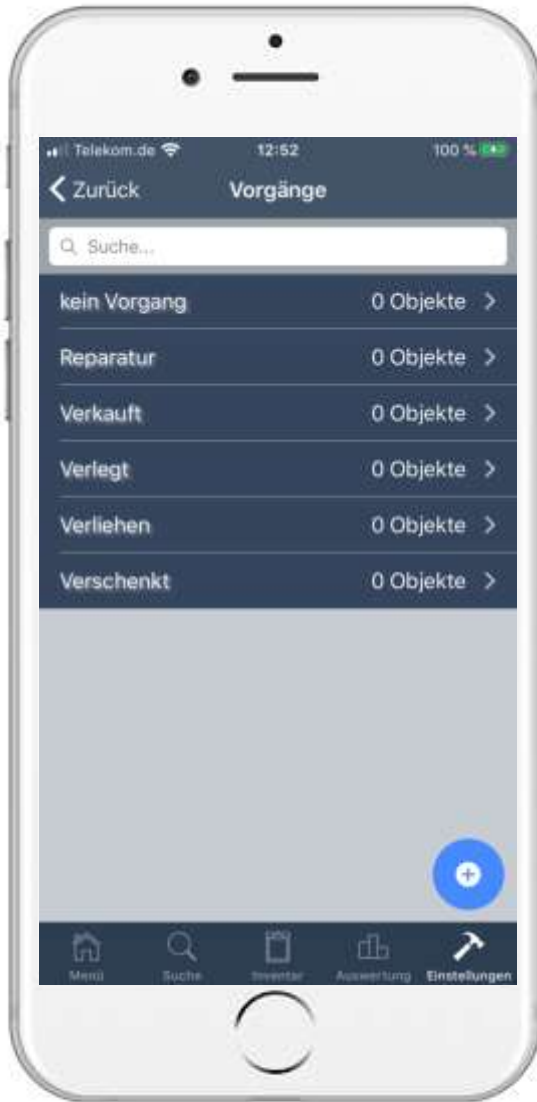 Telekom.de 12:52 100 %
Zurück Vorgänge
Suche...
kein Vorgang 0 Objekte
Reparatur 0 Objekte
Verkauft 0 Objekte
Verlegt 0 Objekte
Verliehen 0 Objekte
Verschenkt 0 Objekte
Menü Suche Inventar Auswertung Einstellungen